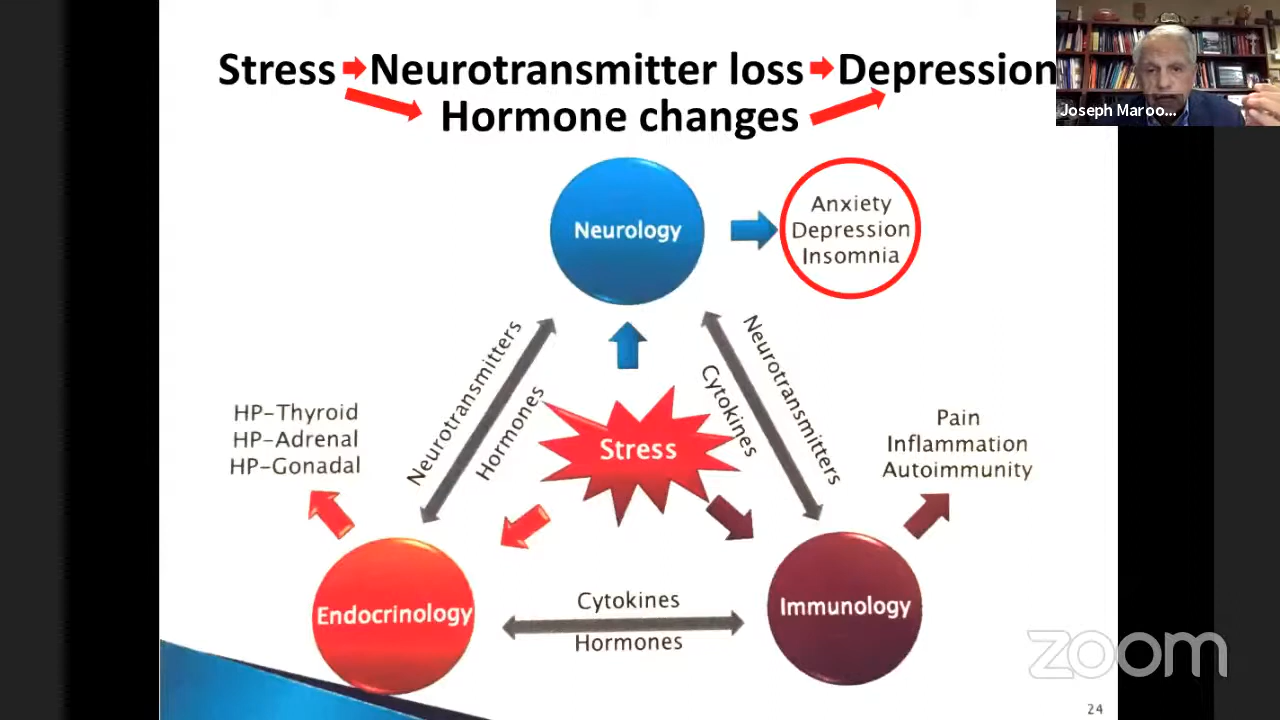 Stress Neurotransmitter loss Depression
Hormone changes
Joseph Maroo...
Neurology
Anxiety
Depression
Insomnia
Neurotransmitters
Hormones
Cytokines
Neurotransmitters
Stress
HP-Thyroid
HP-Adrenal
HP-Gonadal
Pain
Inflammation
Autoimmunity
Endocrinology
Cytokines
Hormones
Immunology
zoom
24